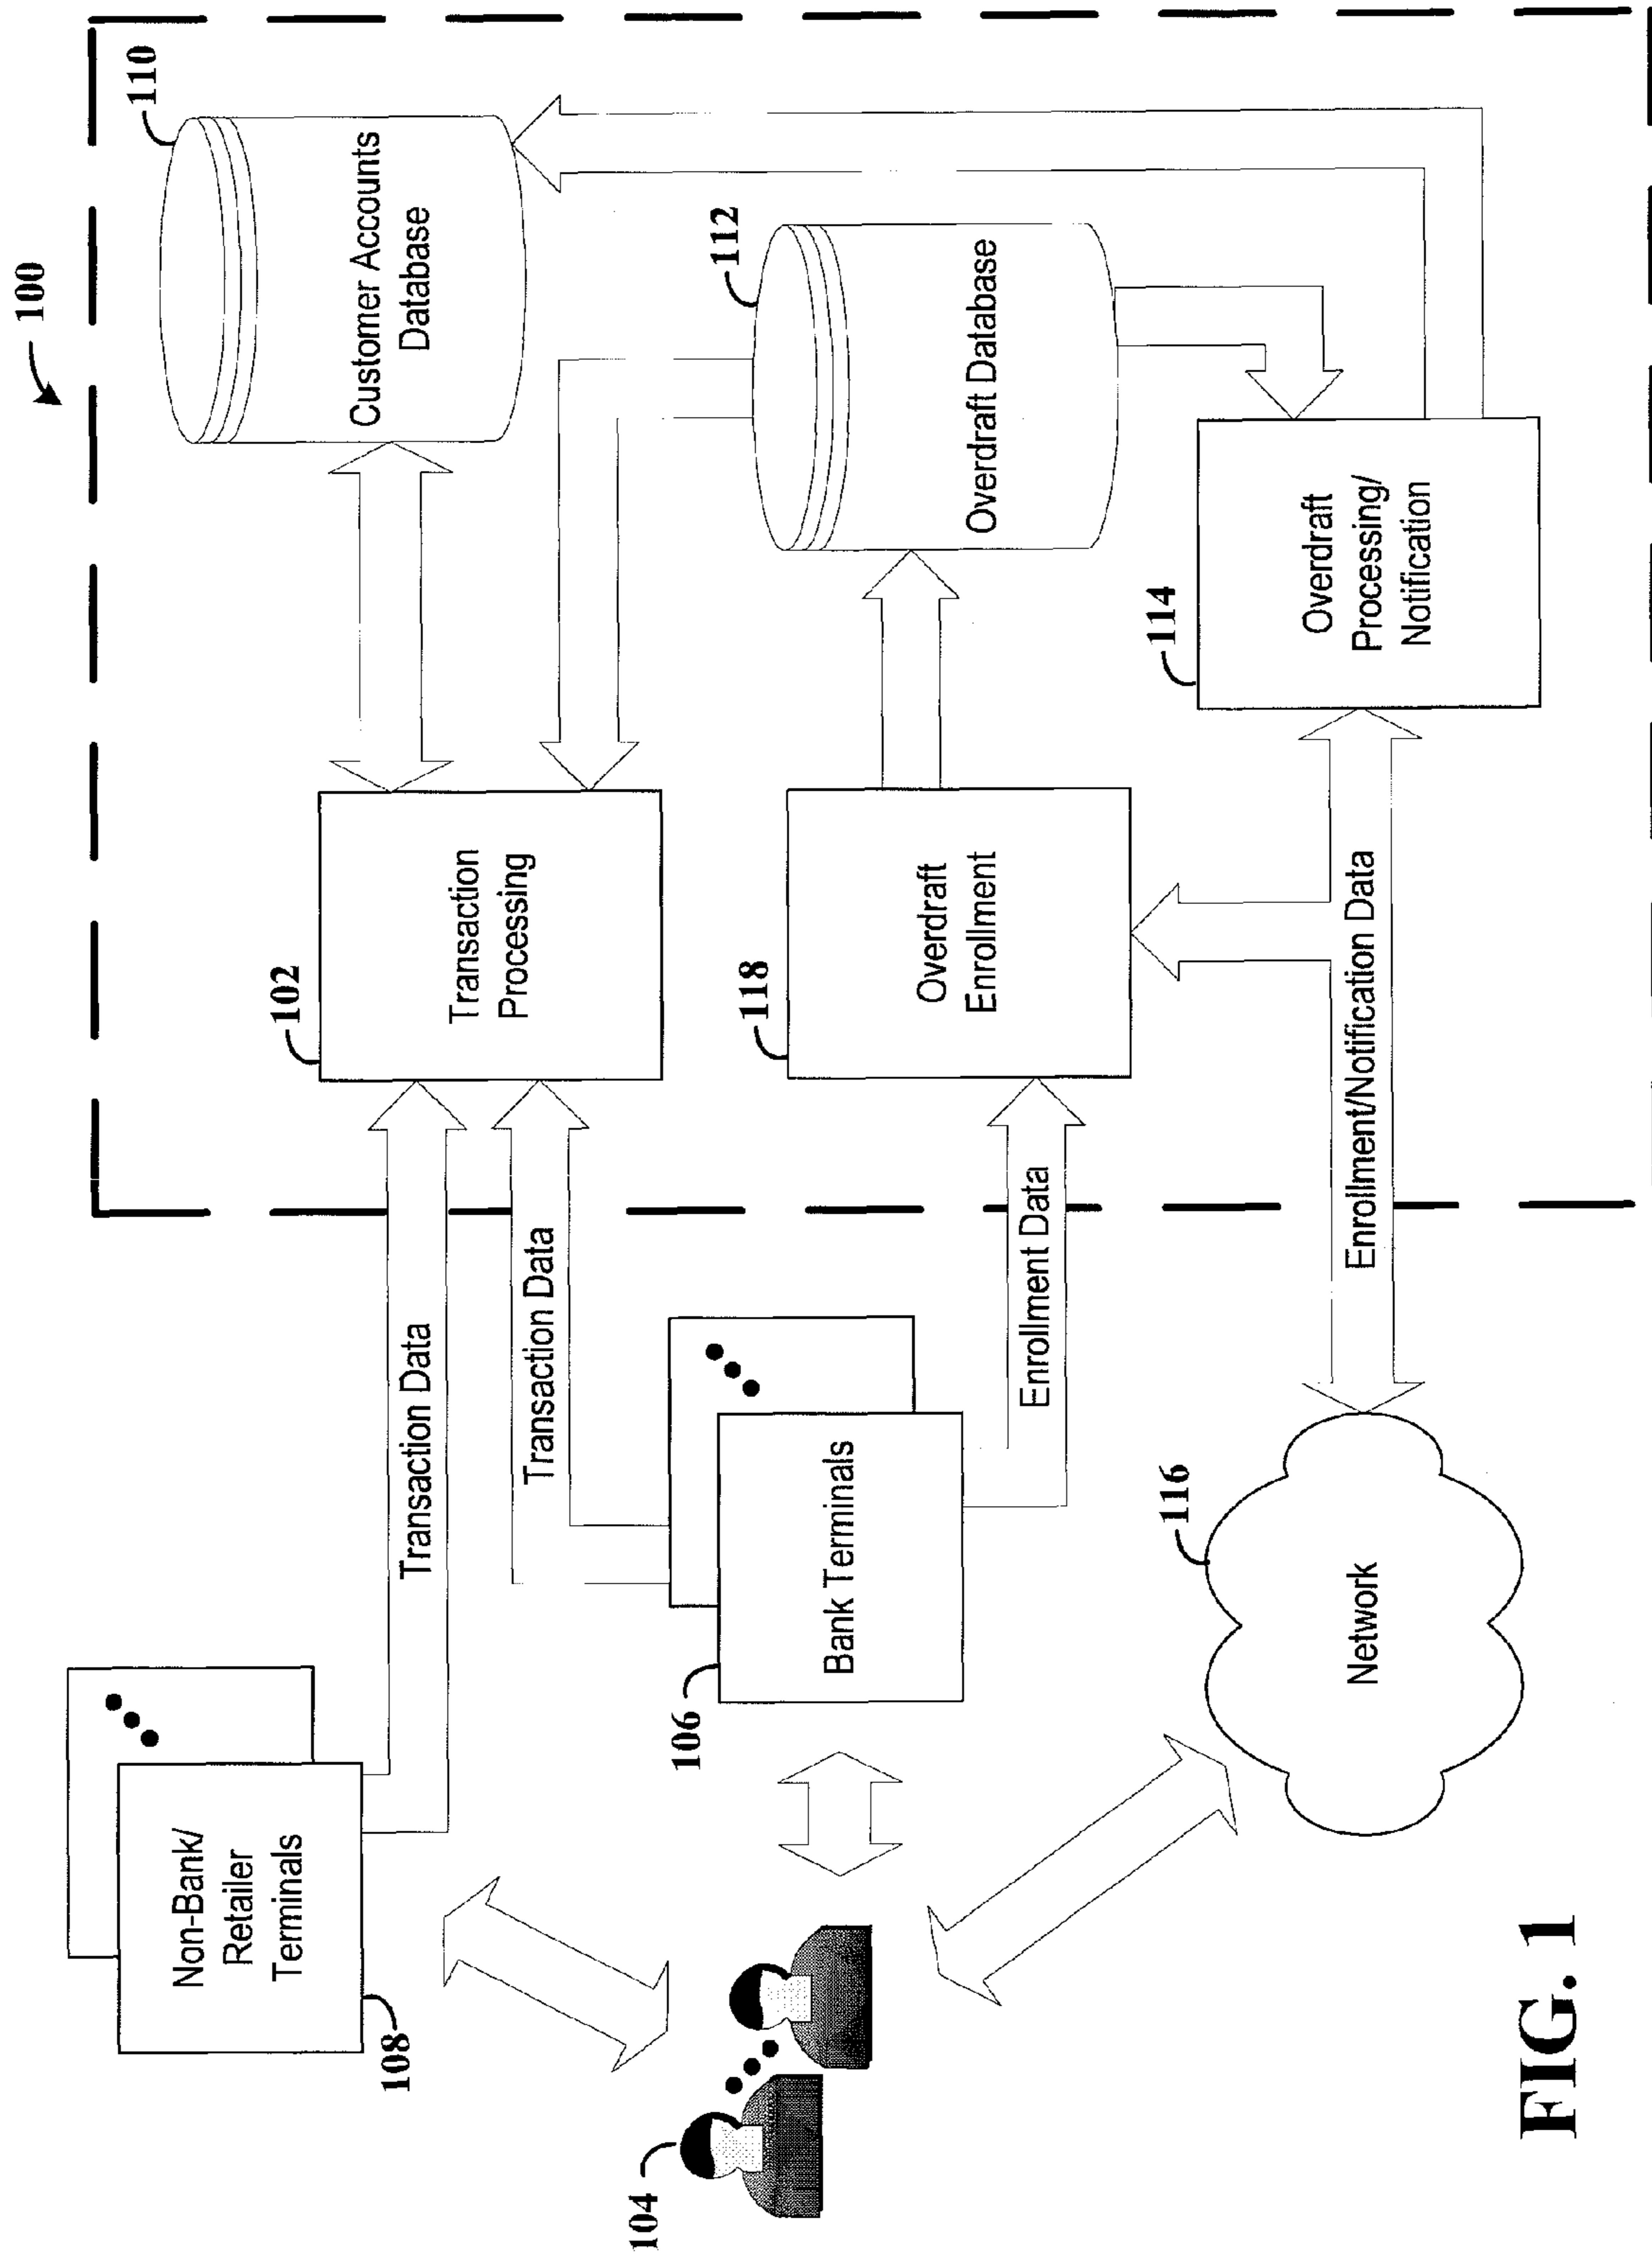 100
110
Customer Accounts
Database
102
Transaction
Processing
112
Overdraft Database
118
Overdraft
Enrollment
114
Overdraft
Processing/
Notification
Transaction Data
Transaction Data
Enrollment Data
Enrollment/Notification Data
Non-Bank/
Retailer
Terminals
108
Bank Terminals
106
116
Network
104
FIG. 1